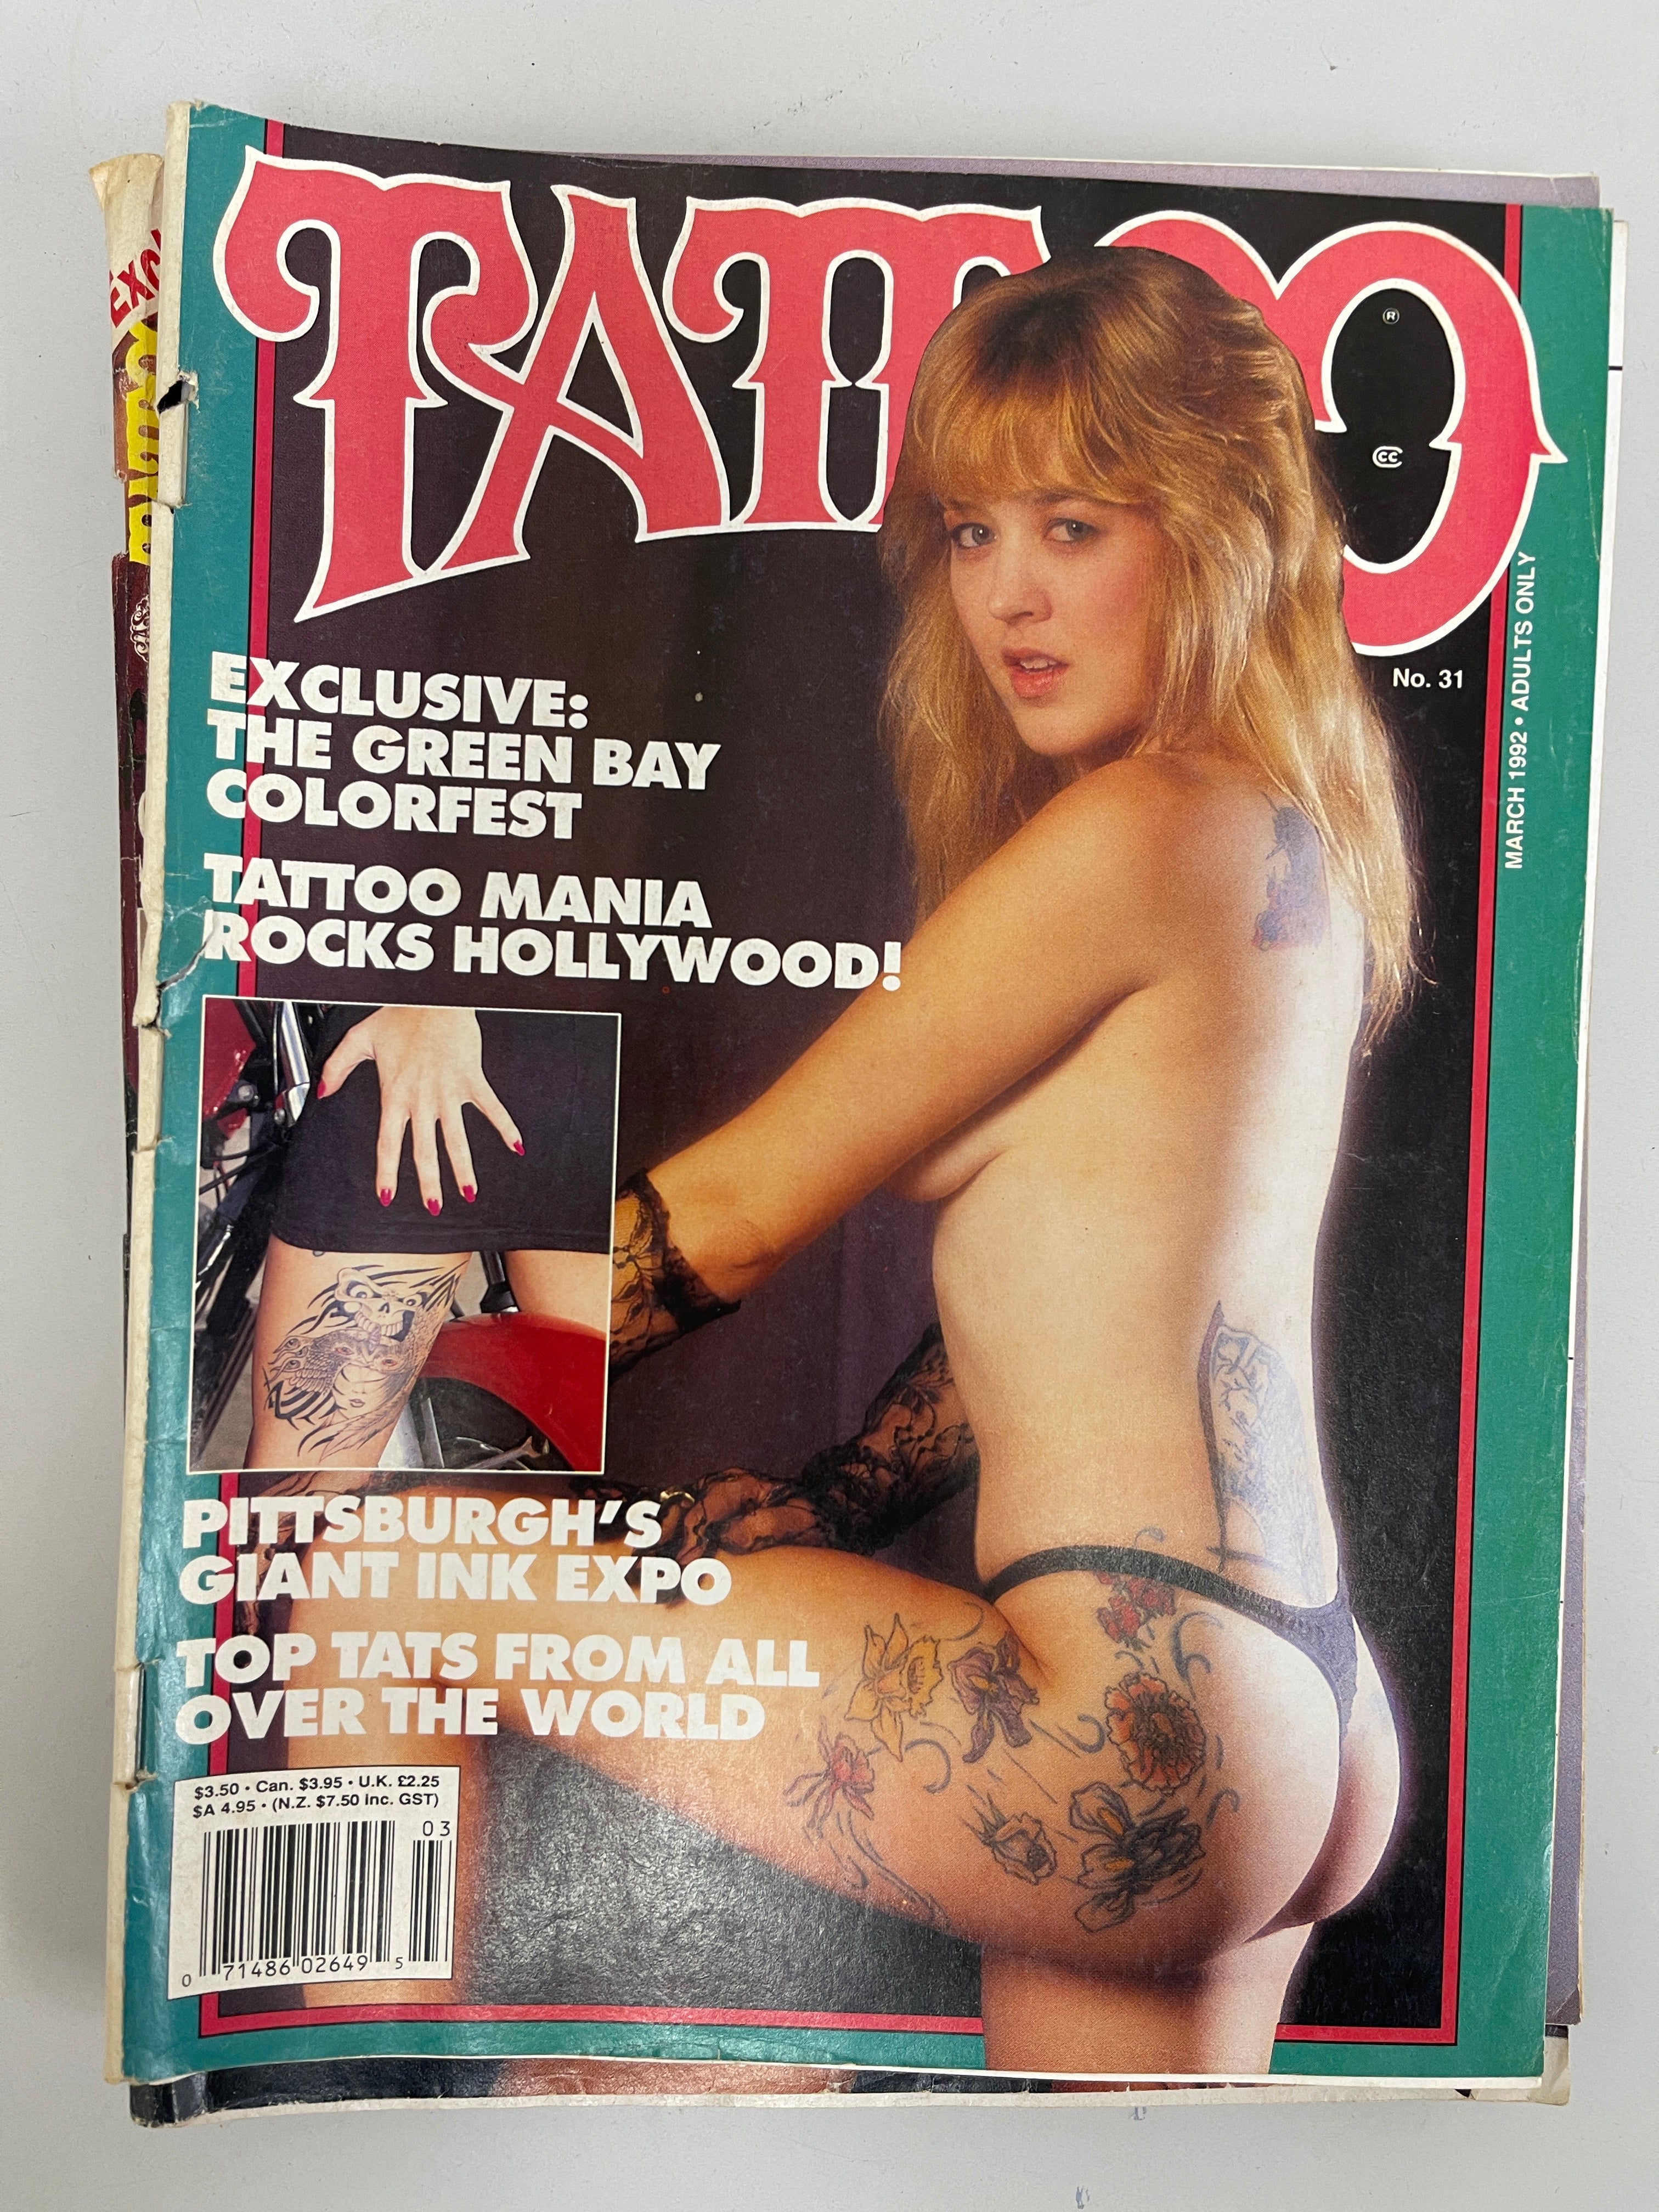 TATTOO
®
CCC
No. 31
MARCH 1992 • ADULTS ONLY
EXCLUSIVE:
THE GREEN BAY
COLORFEST
TATTOO MANIA
ROCKS HOLLYWOOD!
PITTSBURGH'S
GIANT INK EXPO
TOP TATS FROM ALL
OVER THE WORLD
$3.50 • Can. $3.95 • U.K. £2.25
$A 4.95 • (N.Z. $7.50 inc. GST)
03
0 71486 02649 5
EXC